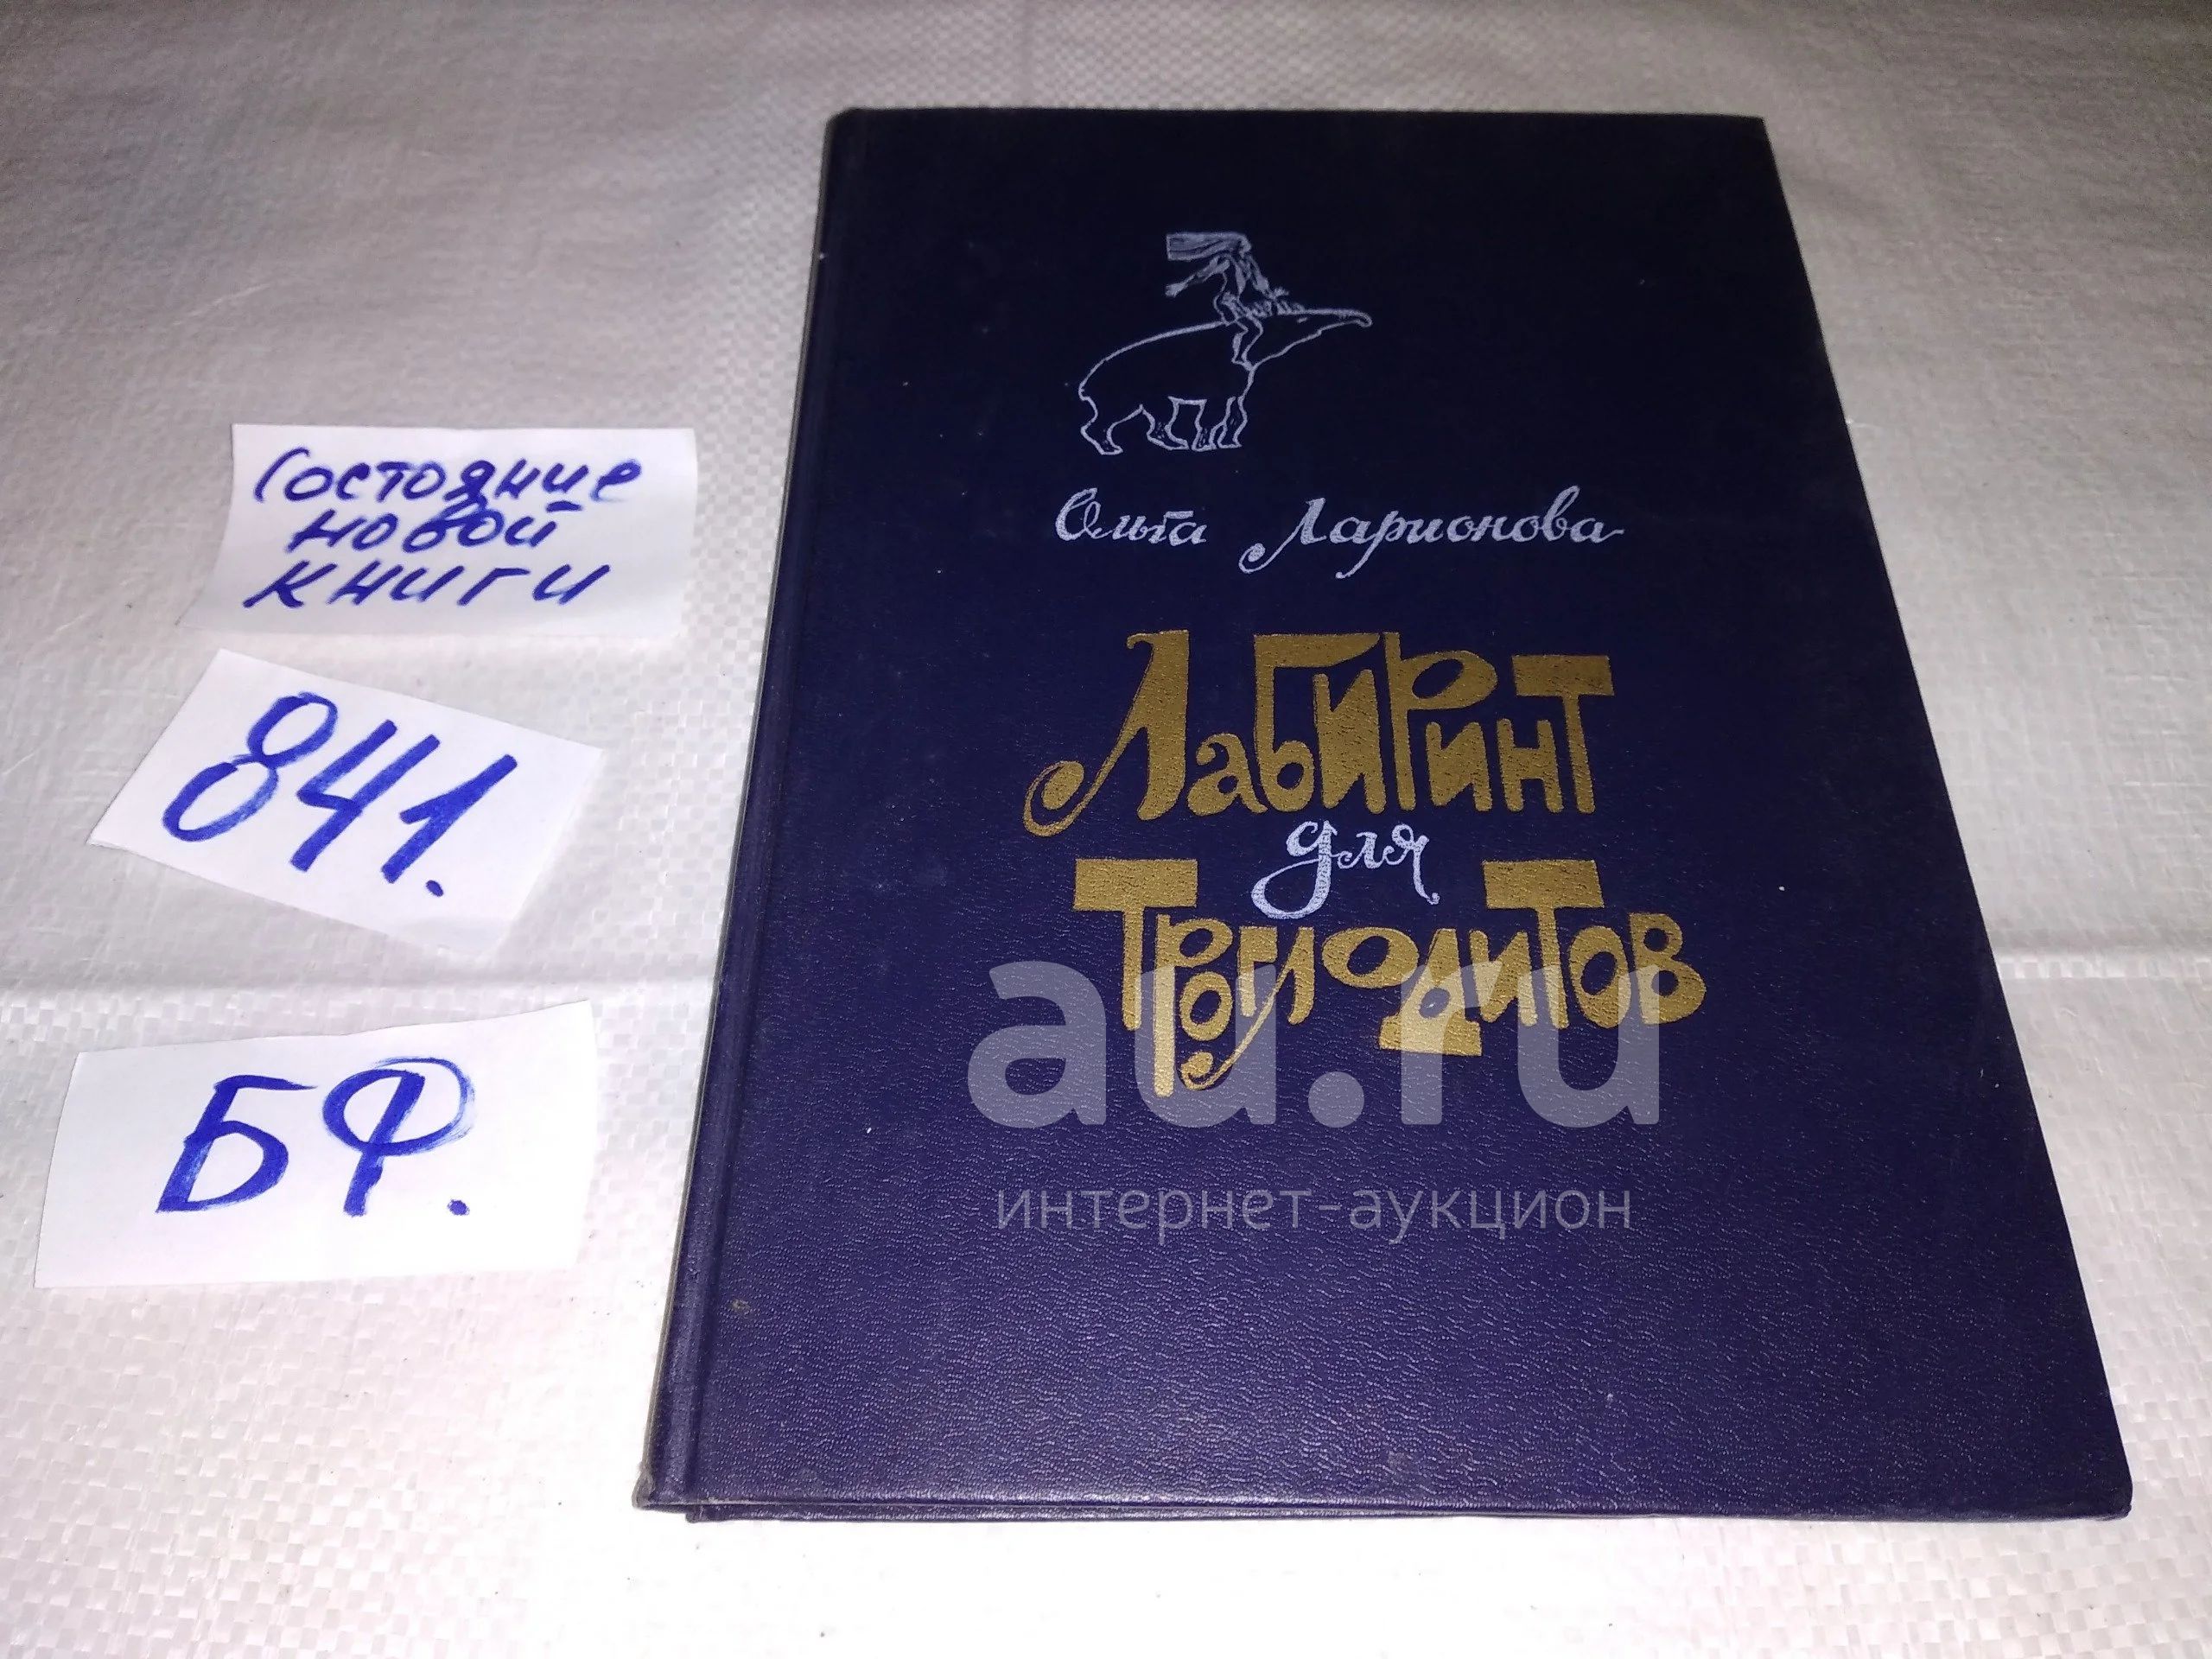 Состояние
новой
книги
841.
БФ.
Ольга Ларионова
Лабиринт
для
Троглодитов
au.ru
интернет-аукцион